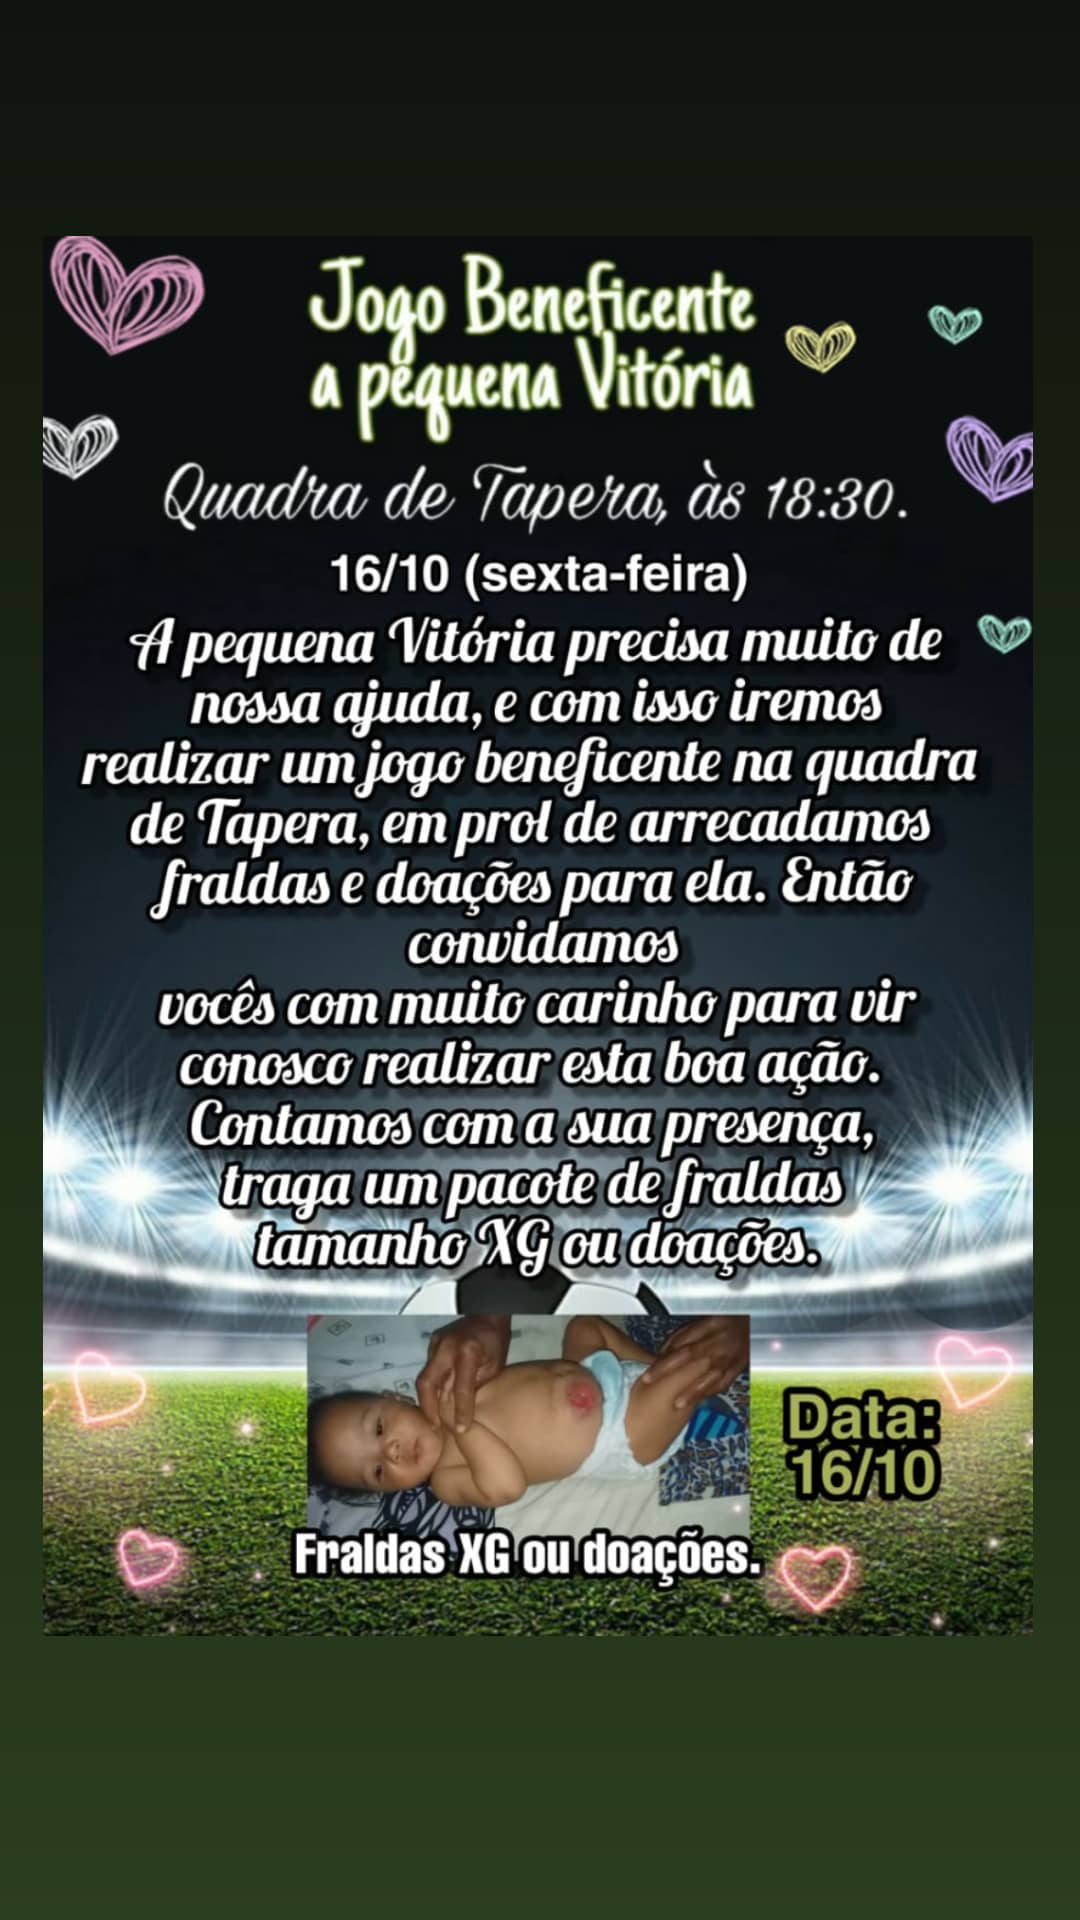 Jogo Beneficente
a pequena Vitória
Quadra de Tapera, às 18:30.
16/10 (sexta-feira)
A pequena Vitória precisa muito de
nossa ajuda, e com isso iremos
realizar um jogo beneficente na quadra
de Tapera, em prol de arrecadamos
fraldas e doações para ela. Então
convidamos
vocês com muito carinho para vir
conosco realizar esta boa ação.
Contamos com a sua presença,
traga um pacote de fraldas
tamanho XG ou doações.
Data:
16/10
Fraldas XG ou doações.